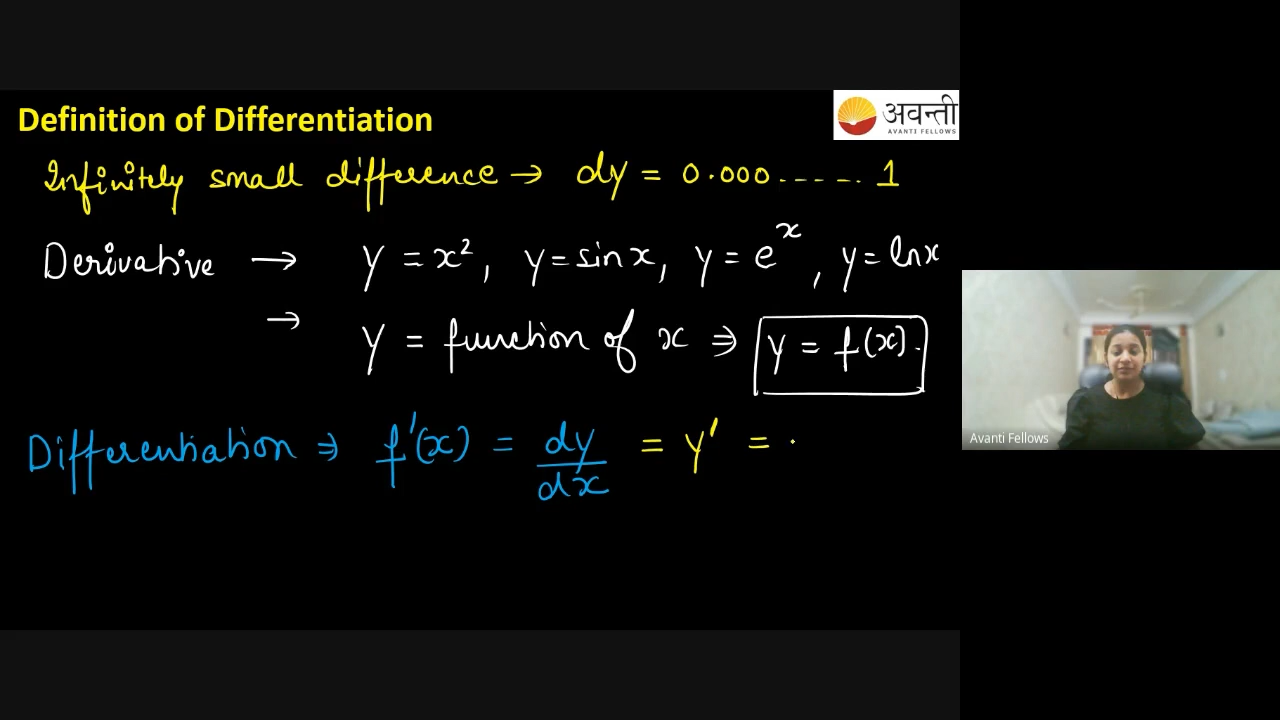 Definition of Differentiation
अवन्ती
AVANTI FELLOWS
Infinitely small difference → dy = 0.000 ----- . 1
Derivative → y = x², y = sin x, y = e^x, y = ln x
→ y = function of x ⇒ y = f(x).
Differentiation ⇒ f'(x) = dy/dx = y' = .
Avanti Fellows